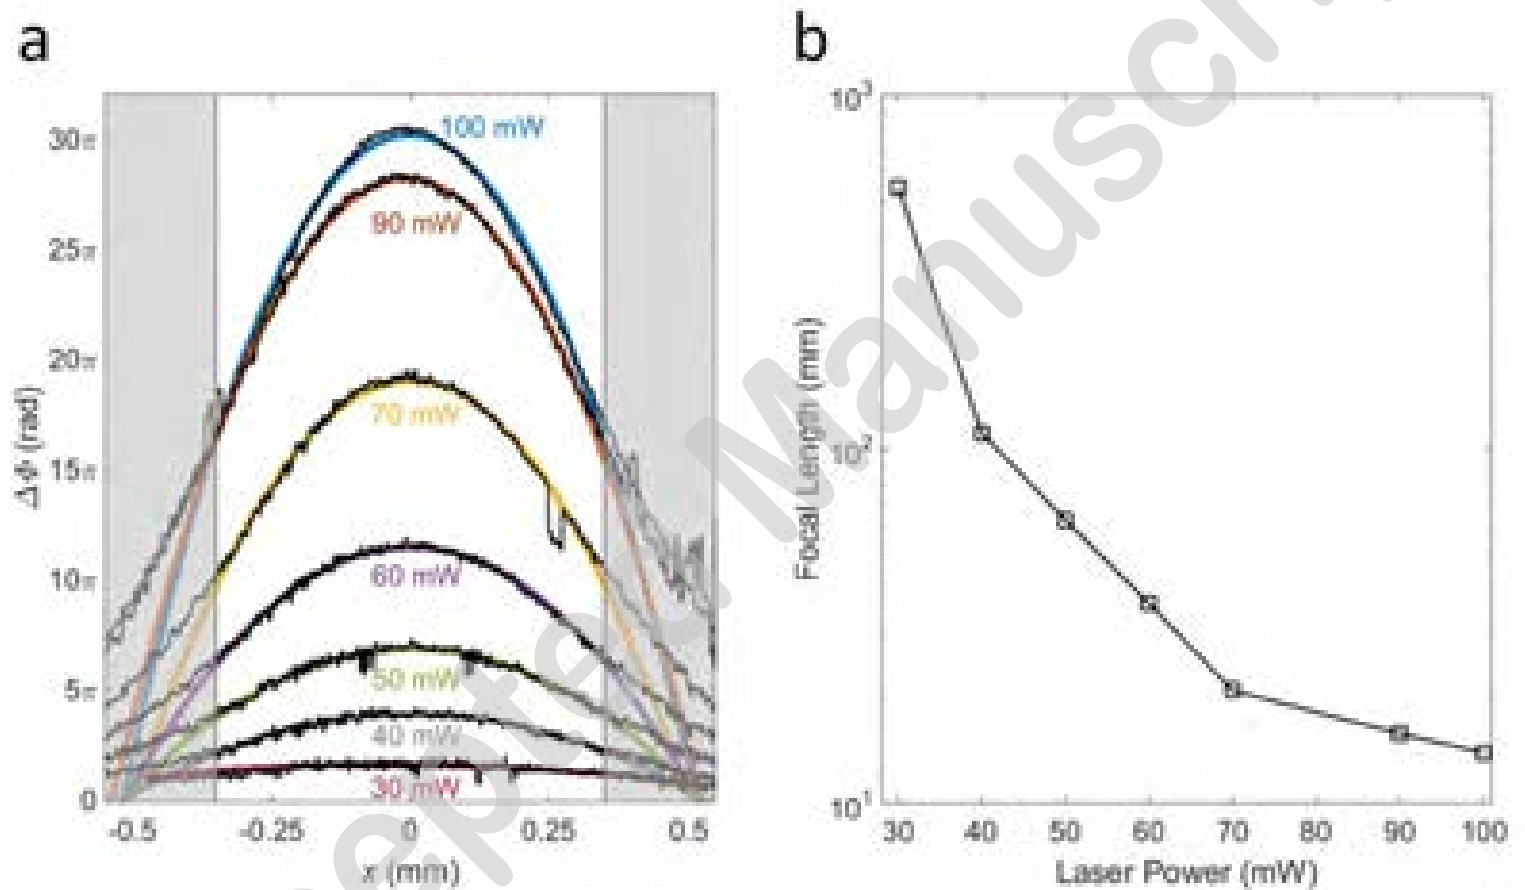 a
30π
25π
20π
15π
10π
5π
0
Δϕ (rad)
100 mW
90 mW
70 mW
60 mW
50 mW
40 mW
30 mW
-0.5 -0.25 0 0.25 0.5
x (mm)
b
10³
10²
10¹
Focal Length (mm)
30 40 50 60 70 80 90 100
Laser Power (mW)
epted Manuscri